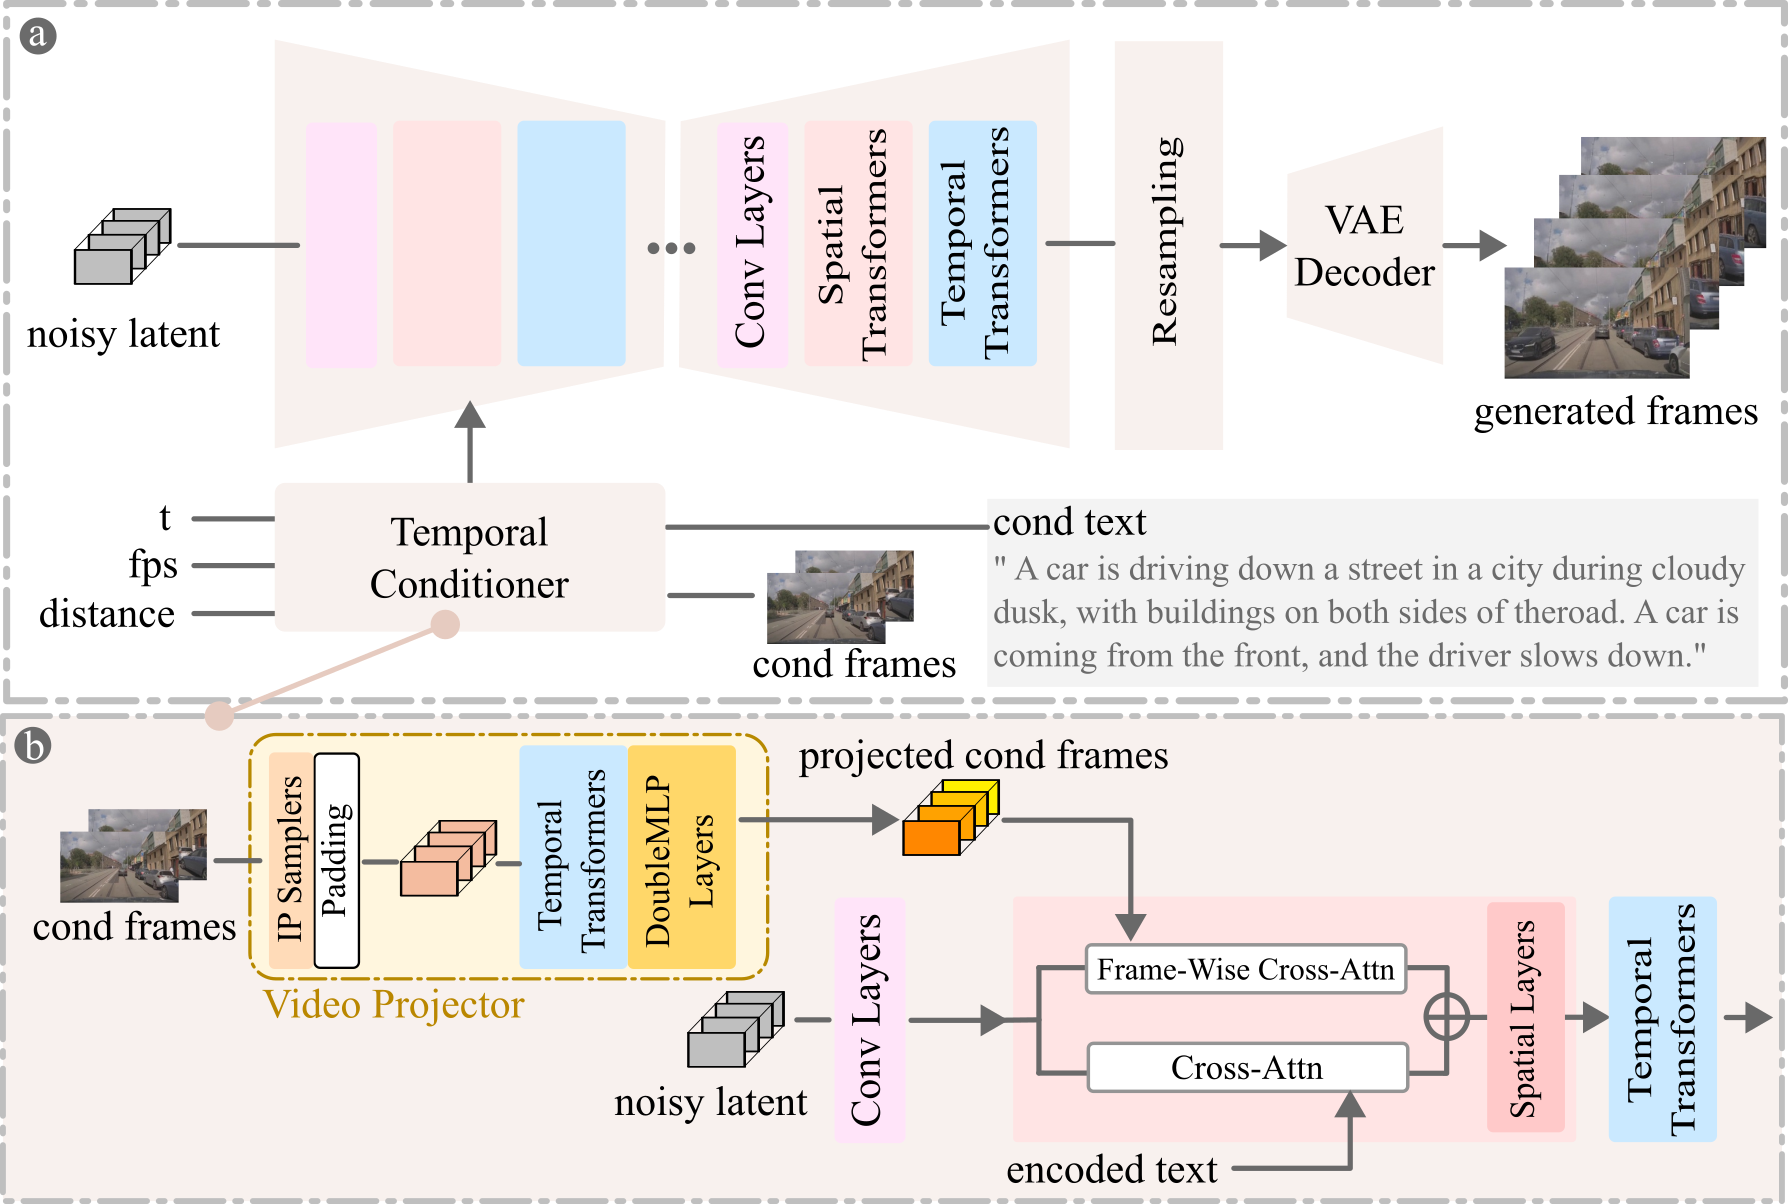 a
noisy latent
Conv Layers
Spatial
Transformers
Temporal
Transformers
Resampling
VAE
Decoder
generated frames
t
fps
distance
Temporal
Conditioner
cond frames
cond text
" A car is driving down a street in a city during cloudy
dusk, with buildings on both sides of theroad. A car is
coming from the front, and the driver slows down."
b
cond frames
IP Samplers
Padding
Temporal
Transformers
DoubleMLP
Layers
Video Projector
projected cond frames
noisy latent
Conv Layers
Frame-Wise Cross-Attn
Cross-Attn
encoded text
Spatial Layers
Temporal
Transformers